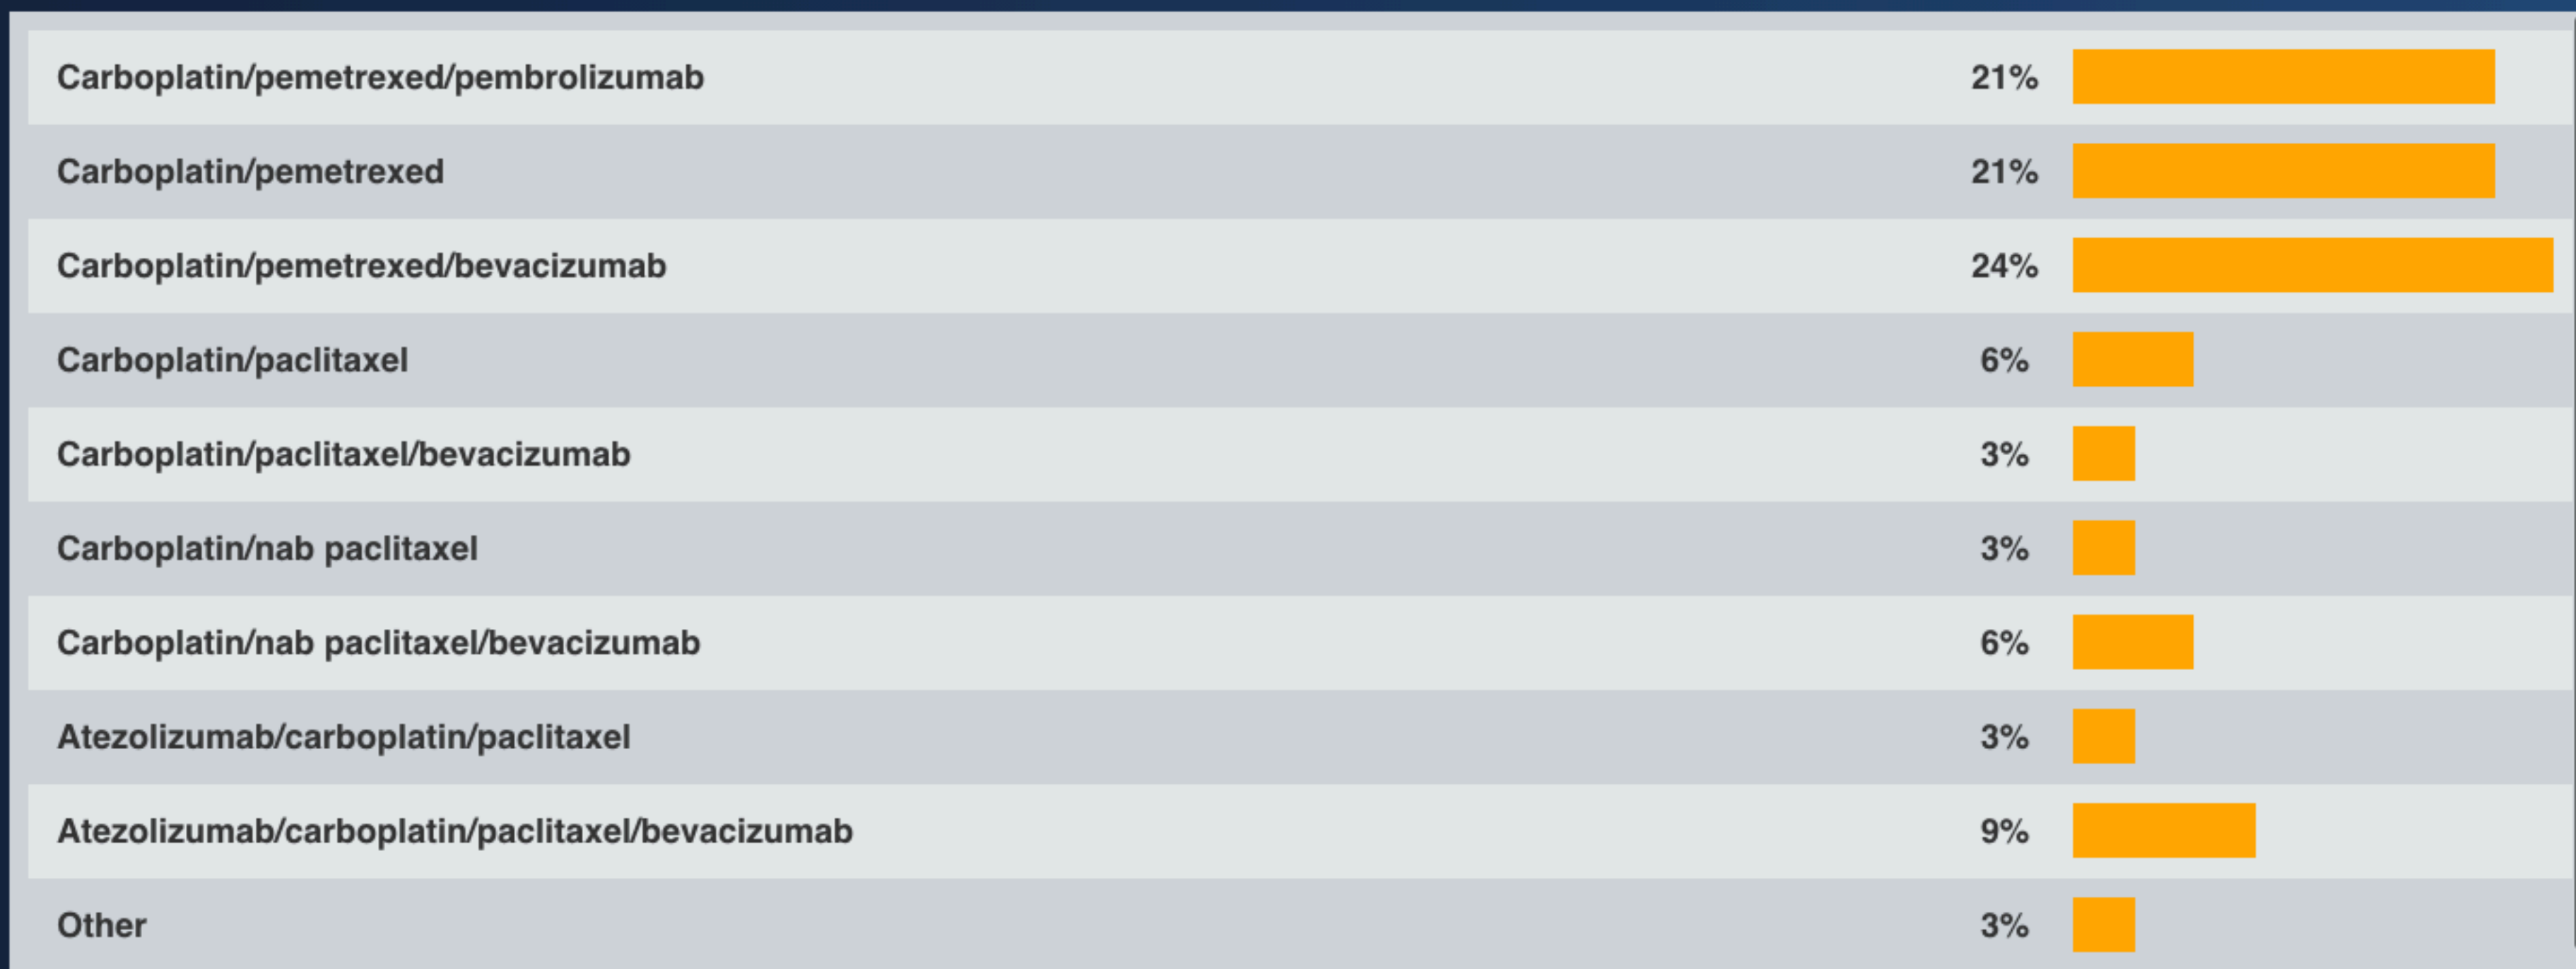 Carboplatin/pemetrexed/pembrolizumab 21%
Carboplatin/pemetrexed 21%
Carboplatin/pemetrexed/bevacizumab 24%
Carboplatin/paclitaxel 6%
Carboplatin/paclitaxel/bevacizumab 3%
Carboplatin/nab paclitaxel 3%
Carboplatin/nab paclitaxel/bevacizumab 6%
Atezolizumab/carboplatin/paclitaxel 3%
Atezolizumab/carboplatin/paclitaxel/bevacizumab 9%
Other 3%